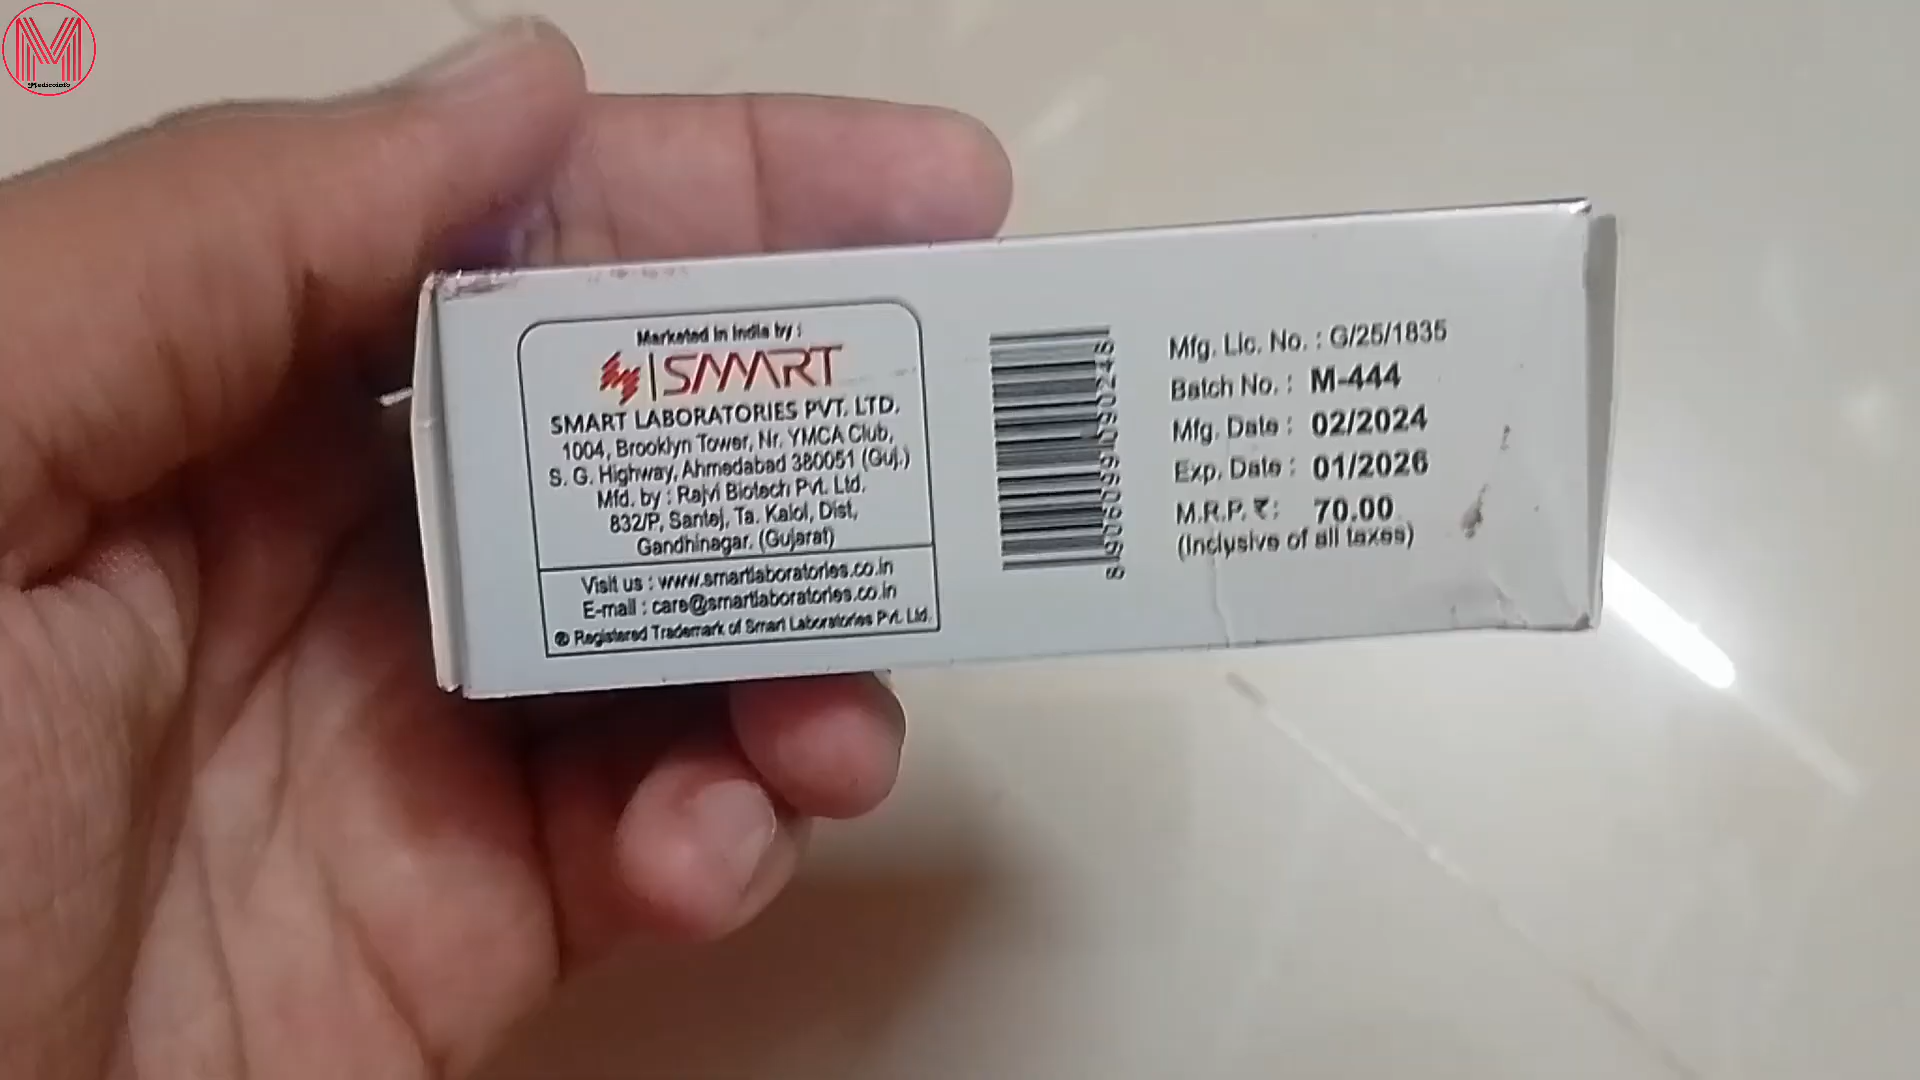 M
Medicoinfo
Marketed in India by :
SMART
SMART LABORATORIES PVT. LTD.
1004, Brooklyn Tower, Nr. YMCA Club,
S. G. Highway, Ahmedabad 380051 (Guj.)
Mfd. by : Rajvi Biotech Pvt. Ltd.
832/P, Santej, Ta. Kalol, Dist,
Gandhinagar. (Gujarat)
Visit us : www.smartlaboratories.co.in
E-mail : care@smartlaboratories.co.in
® Registered Trademark of Smart Laboratories Pvt. Ltd.
Mfg. Lic. No. : G/25/1835
Batch No. : M-444
Mfg. Date : 02/2024
Exp. Date : 01/2026
M.R.P. ₹ : 70.00
(Inclusive of all taxes)